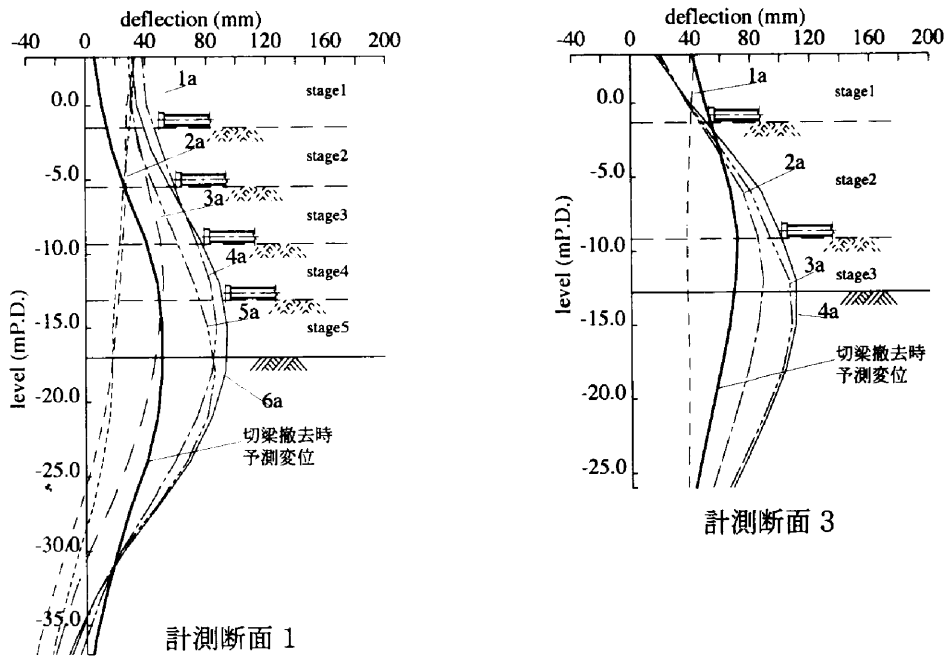 deflection (mm)
-40 0 40 80 120 160 200
level (mP.D.)
0.0
-5.0
-10.0
-15.0
-20.0
-25.0
-30.0
-35.0
1a
stage1
2a
stage2
3a
stage3
4a
stage4
5a
stage5
6a
切梁撤去時
予測変位
計測断面 1
deflection (mm)
-40 0 40 80 120 160 200
level (mP.D.)
0.0
-5.0
-10.0
-15.0
-20.0
-25.0
1a
stage1
2a
stage2
3a
stage3
4a
切梁撤去時
予測変位
計測断面 3